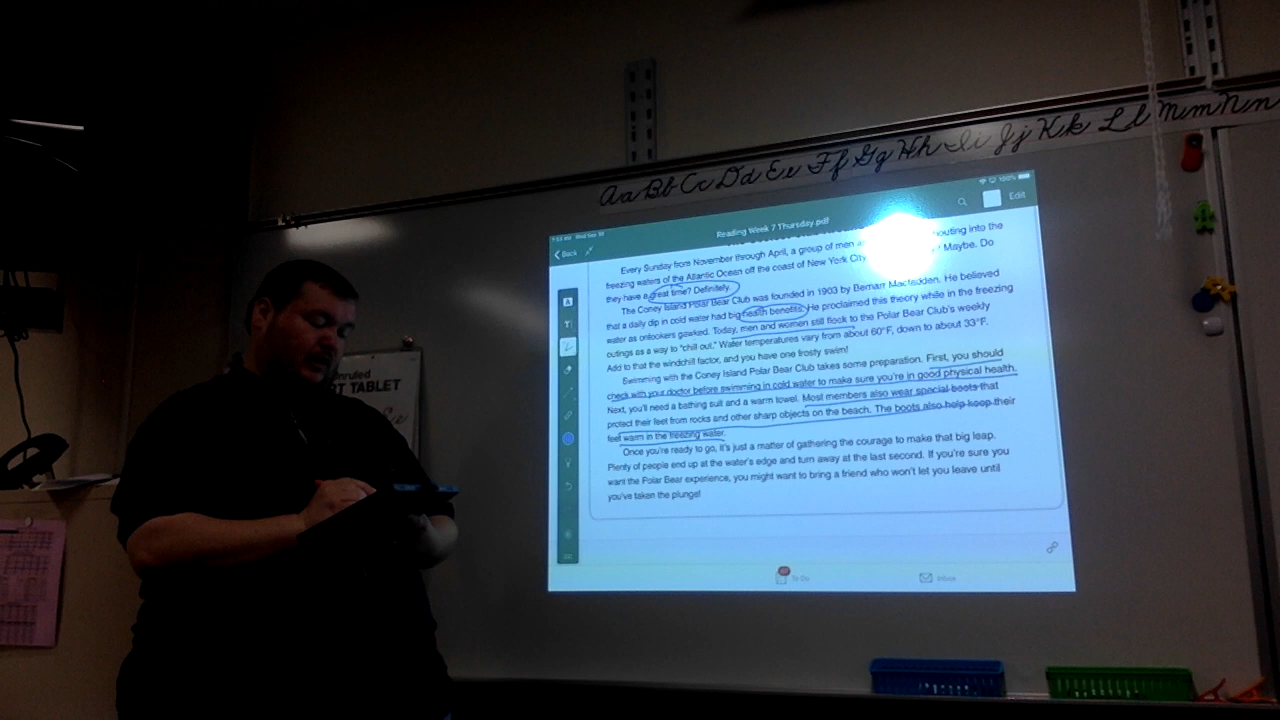 Aa Bb Cc Dd Ee Ff Gg Hh Ii Jj Kk Ll Mm Nn
100%
Reading Week 7 Thursday.pdf
Edit
Back
Every Sunday from November through April, a group of men a outing into the
freezing waters of the Atlantic Ocean off the coast of New York City Maybe. Do
they have a great time? Definitely.
The Coney Island Polar Bear Club was founded in 1903 by Bernarr Macfadden. He believed
that a daily dip in cold water had big health benefits. He proclaimed this theory while in the freezing
water as onlookers gawked. Today, men and women still flock to the Polar Bear Club's weekly
outings as a way to "chill out." Water temperatures vary from about 60°F, down to about 33°F.
Add to that the windchill factor, and you have one frosty swim!
Swimming with the Coney Island Polar Bear Club takes some preparation. First, you should
check with your doctor before swimming in cold water to make sure you're in good physical health.
Next, you'll need a bathing suit and a warm towel. Most members also wear special boots that
protect their feet from rocks and other sharp objects on the beach. The boots also help keep their
feet warm in the freezing water.
Once you're ready to go, it's just a matter of gathering the courage to make that big leap.
Plenty of people end up at the water's edge and turn away at the last second. If you're sure you
want the Polar Bear experience, you might want to bring a friend who won't let you leave until
you've taken the plunge!
To Do
Inbox
nruled
RT TABLET